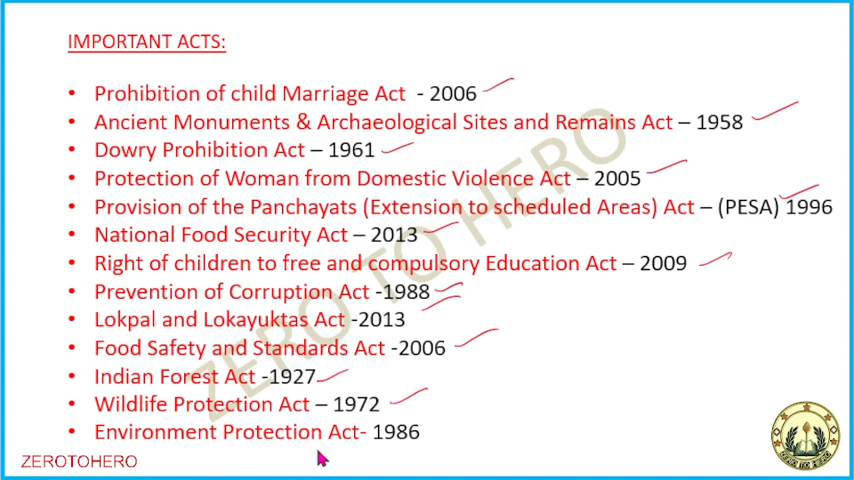 IMPORTANT ACTS:
• Prohibition of child Marriage Act - 2006
• Ancient Monuments & Archaeological Sites and Remains Act – 1958
• Dowry Prohibition Act – 1961
• Protection of Woman from Domestic Violence Act – 2005
• Provision of the Panchayats (Extension to scheduled Areas) Act – (PESA) 1996
• National Food Security Act – 2013
• Right of children to free and compulsory Education Act – 2009
• Prevention of Corruption Act -1988
• Lokpal and Lokayuktas Act -2013
• Food Safety and Standards Act -2006
• Indian Forest Act -1927
• Wildlife Protection Act – 1972
• Environment Protection Act- 1986
ZERO TO HERO
ZEROTOHERO
ZERO TO HERO